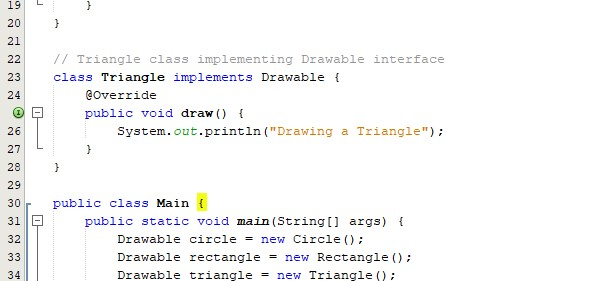 19 }
20 }
21
22 // Triangle class implementing Drawable interface
23 class Triangle implements Drawable {
24 @Override
public void draw() {
26 System.out.println("Drawing a Triangle");
27 }
28 }
29
30 public class Main {
31 public static void main(String[] args) {
32 Drawable circle = new Circle();
33 Drawable rectangle = new Rectangle();
34 Drawable triangle = new Triangle();